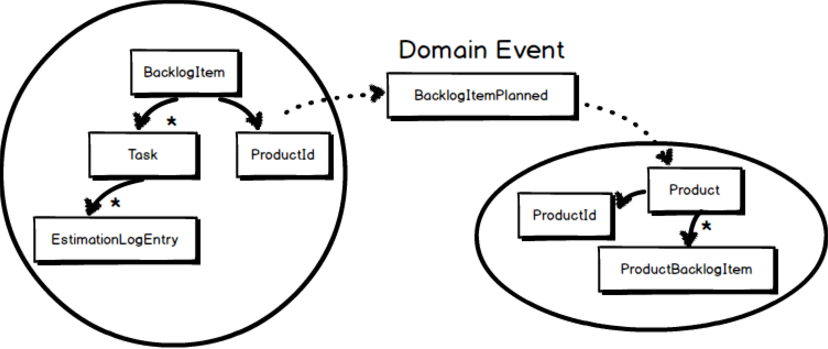 Domain Event
BacklogItem
BacklogItemPlanned
*
Task
ProductId
Product
*
ProductId
*
EstimationLogEntry
ProductBacklogItem